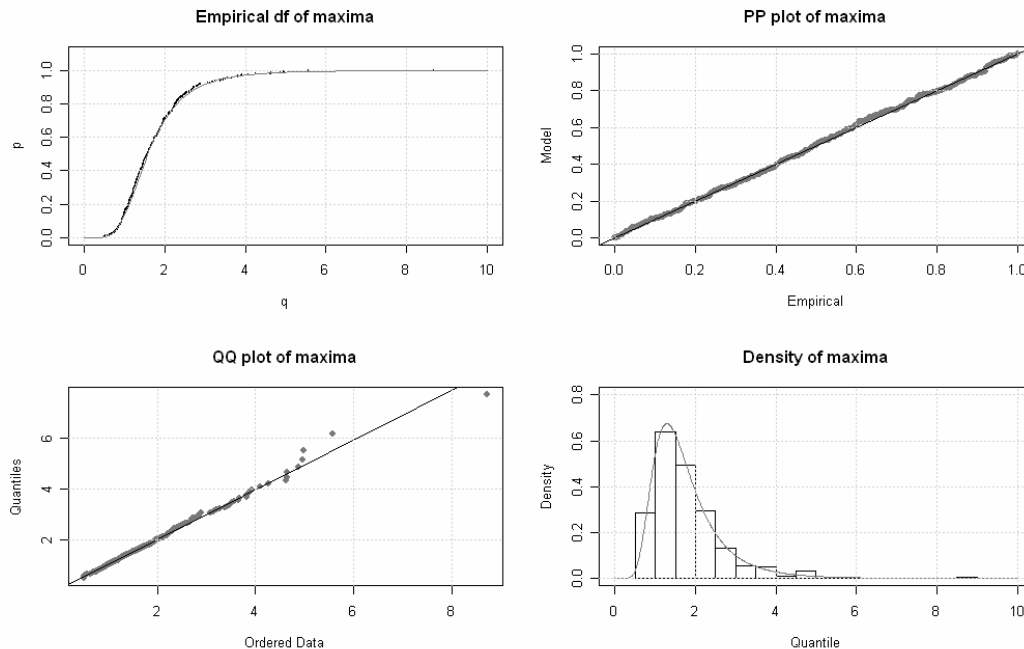 Empirical df of maxima
p
0.0 0.2 0.4 0.6 0.8 1.0
0 2 4 6 8 10
q
PP plot of maxima
Model
0.0 0.2 0.4 0.6 0.8 1.0
0.0 0.2 0.4 0.6 0.8 1.0
Empirical
QQ plot of maxima
Quantiles
2 4 6
2 4 6 8
Ordered Data
Density of maxima
Density
0.0 0.2 0.4 0.6 0.8
0 2 4 6 8 10
Quantile